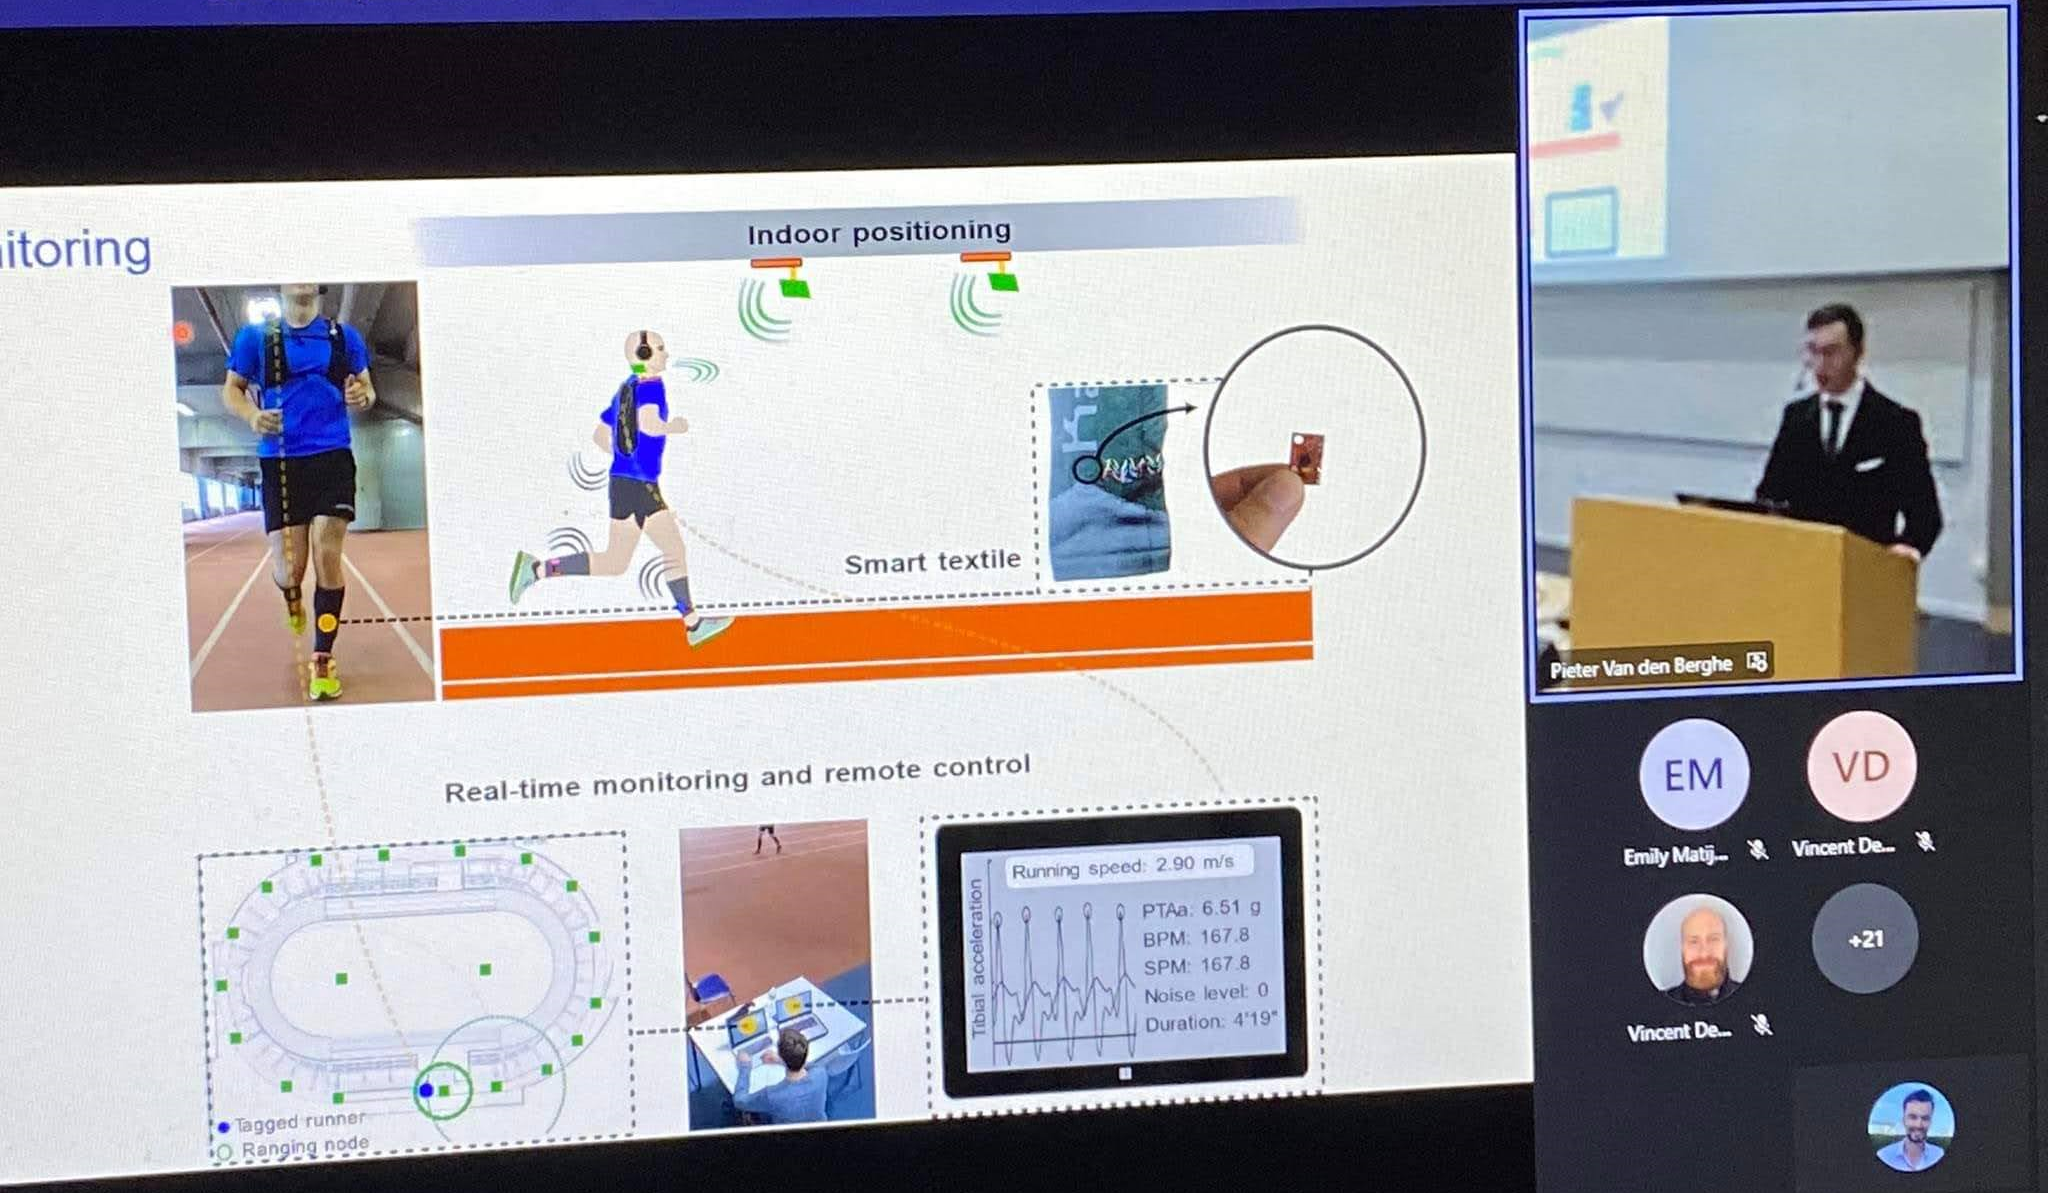 itoring
Indoor positioning
Smart textile
Real-time monitoring and remote control
Tagged runner
Ranging node
Tibial acceleration
Running speed: 2.90 m/s
PTAa: 6.51 g
BPM: 167.8
SPM: 167.8
Noise level: 0
Duration: 4'19"
Pieter Van den Berghe
EM
VD
Emily Matij...
Vincent De...
+21
Vincent De...